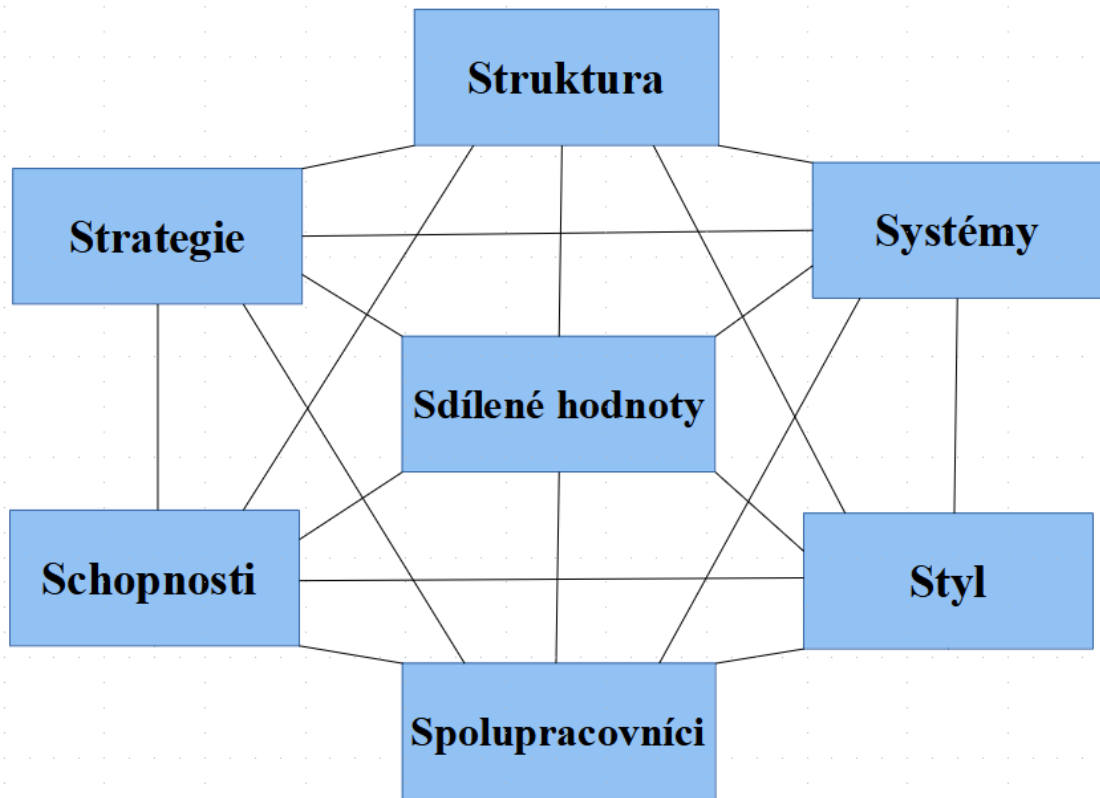 Struktura
Strategie
Systémy
Sdílené hodnoty
Schopnosti
Styl
Spolupracovníci